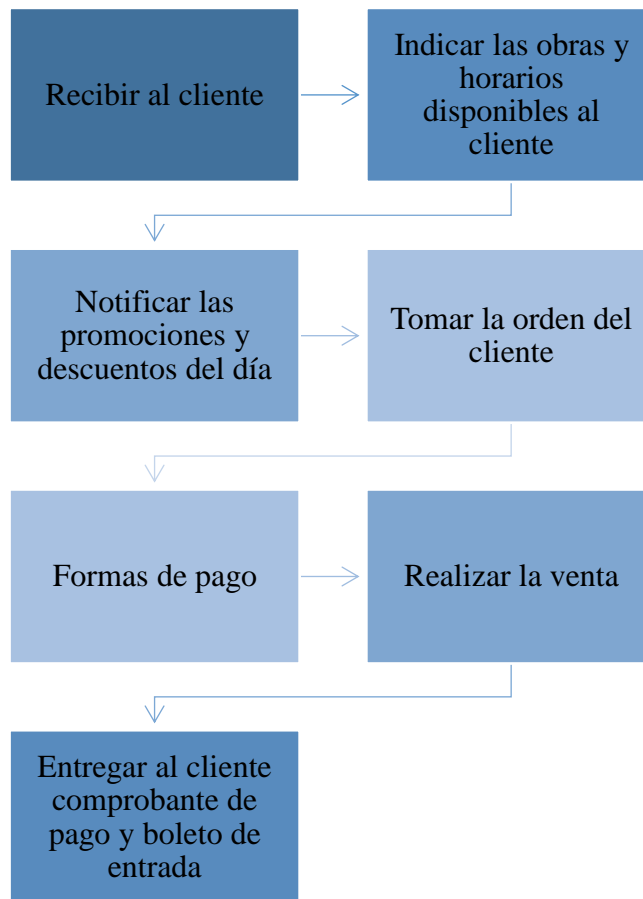 Recibir al cliente
Indicar las obras y
horarios
disponibles al
cliente
Notificar las
promociones y
descuentos del día
Tomar la orden del
cliente
Formas de pago
Realizar la venta
Entregar al cliente
comprobante de
pago y boleto de
entrada